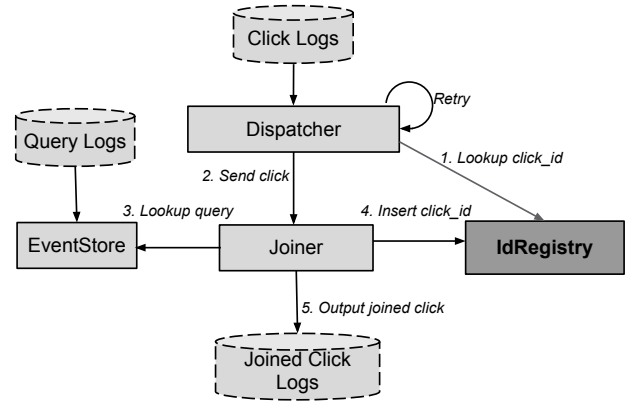 Click Logs
Retry
Query Logs
Dispatcher
1. Lookup click_id
2. Send click
3. Lookup query
4. Insert click_id
EventStore
Joiner
IdRegistry
5. Output joined click
Joined Click
Logs